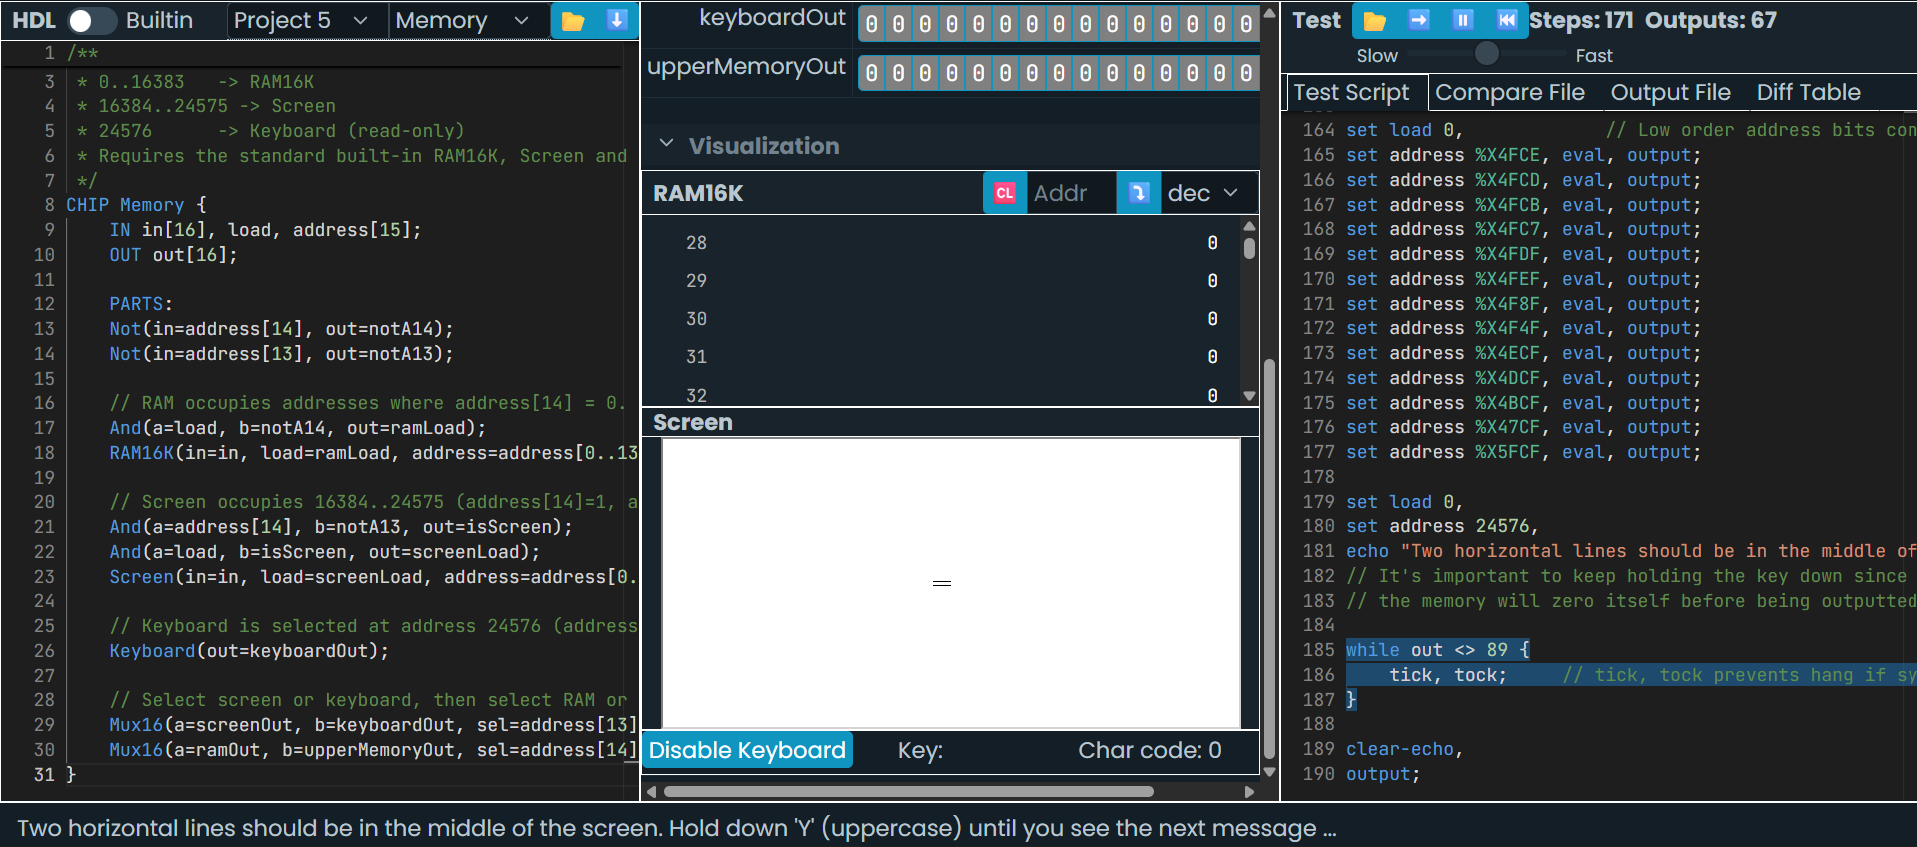 HDL Builtin Project 5 Memory
1 /**
3 * 0..16383 -> RAM16K
4 * 16384..24575 -> Screen
5 * 24576 -> Keyboard (read-only)
6 * Requires the standard built-in RAM16K, Screen and
7 */
8 CHIP Memory {
9 IN in[16], load, address[15];
10 OUT out[16];
11
12 PARTS:
13 Not(in=address[14], out=notA14);
14 Not(in=address[13], out=notA13);
15
16 // RAM occupies addresses where address[14] = 0.
17 And(a=load, b=notA14, out=ramLoad);
18 RAM16K(in=in, load=ramLoad, address=address[0..13
19
20 // Screen occupies 16384..24575 (address[14]=1, a
21 And(a=address[14], b=notA13, out=isScreen);
22 And(a=load, b=isScreen, out=screenLoad);
23 Screen(in=in, load=screenLoad, address=address[0.
24
25 // Keyboard is selected at address 24576 (address
26 Keyboard(out=keyboardOut);
27
28 // Select screen or keyboard, then select RAM or
29 Mux16(a=screenOut, b=keyboardOut, sel=address[13]
30 Mux16(a=ramOut, b=upperMemoryOut, sel=address[14]
31 }
keyboardOut 0 0 0 0 0 0 0 0 0 0 0 0 0 0 0
upperMemoryOut 0 0 0 0 0 0 0 0 0 0 0 0 0 0 0
Visualization
RAM16K CL Addr dec
28 0
29 0
30 0
31 0
32 0
Screen
Disable Keyboard Key: Char code: 0
Test Steps: 171 Outputs: 67
Slow Fast
Test Script Compare File Output File Diff Table
164 set load 0, // Low order address bits con
165 set address %X4FCE, eval, output;
166 set address %X4FCD, eval, output;
167 set address %X4FCB, eval, output;
168 set address %X4FC7, eval, output;
169 set address %X4FDF, eval, output;
170 set address %X4FEF, eval, output;
171 set address %X4F8F, eval, output;
172 set address %X4F4F, eval, output;
173 set address %X4ECF, eval, output;
174 set address %X4DCF, eval, output;
175 set address %X4BCF, eval, output;
176 set address %X47CF, eval, output;
177 set address %X5FCF, eval, output;
178
179 set load 0,
180 set address 24576,
181 echo "Two horizontal lines should be in the middle of
182 // It's important to keep holding the key down since
183 // the memory will zero itself before being outputted
184
185 while out <> 89 {
186 tick, tock; // tick, tock prevents hang if sy
187 }
188
189 clear-echo,
190 output;
Two horizontal lines should be in the middle of the screen. Hold down 'Y' (uppercase) until you see the next message ...